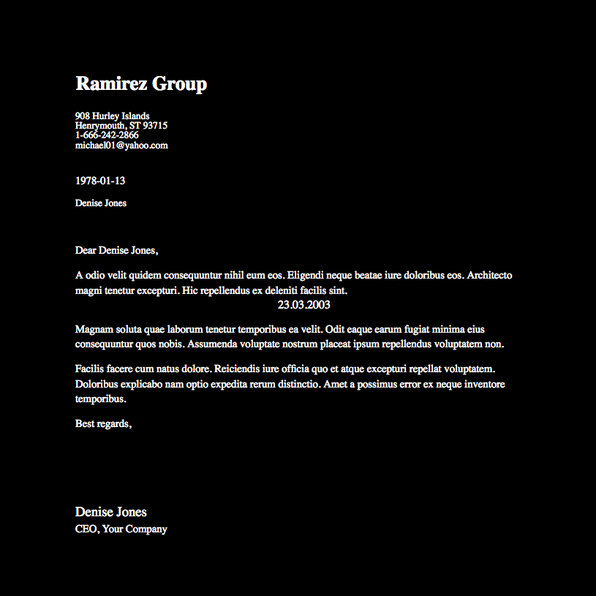 Ramirez Group
908 Hurley Islands
Henrymouth, ST 93715
1-666-242-2866
michael01@yahoo.com
1978-01-13
Denise Jones
Dear Denise Jones,
A odio velit quidem consequuntur nihil eum eos. Eligendi neque beatae iure doloribus eos. Architecto
magni tenetur excepturi. Hic repellendus ex deleniti facilis sint.
23.03.2003
Magnam soluta quae laborum tenetur temporibus ea velit. Odit eaque earum fugiat minima eius
consequuntur quos nobis. Assumenda voluptate nostrum placeat ipsum repellendus voluptatem non.
Facilis facere cum natus dolore. Reiciendis iure officia quo et atque excepturi repellat voluptatem.
Doloribus explicabo nam optio expedita rerum distinctio. Amet a possimus error ex neque inventore
temporibus.
Best regards,
Denise Jones
CEO, Your Company